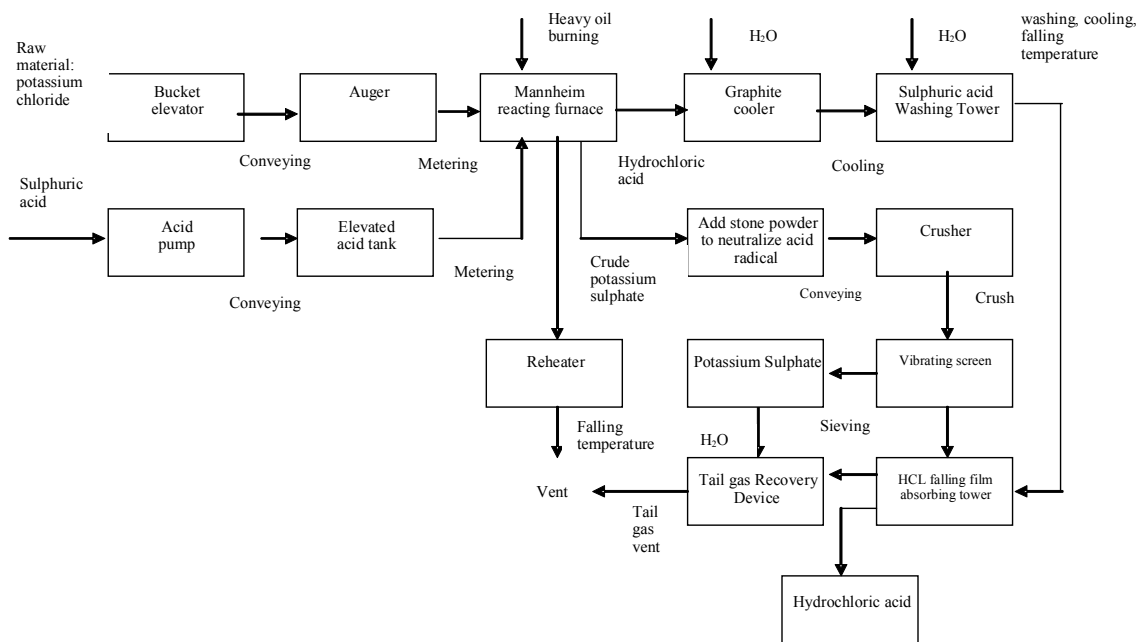 Heavy oil
burning
H₂O
H₂O
washing, cooling,
falling
temperature
Raw
material:
potassium
chloride
Bucket
elevator
Auger
Mannheim
reacting furnace
Graphite
cooler
Sulphuric acid
Washing Tower
Conveying
Metering
Hydrochloric
acid
Cooling
Sulphuric
acid
Acid
pump
Elevated
acid tank
Add stone powder
to neutralize acid
radical
Crusher
Conveying
Metering
Crude
potassium
sulphate
Conveying
Crush
Reheater
Potassium Sulphate
Vibrating screen
Falling
temperature
H₂O
Sieving
Vent
Tail gas Recovery
Device
HCL falling film
absorbing tower
Tail
gas
vent
Hydrochloric acid